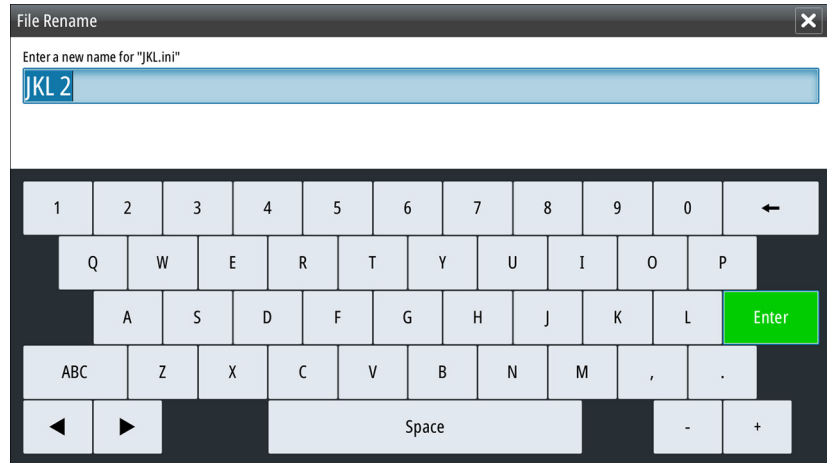 File Rename
Enter a new name for "JKL.ini"
JKL 2
1 2 3 4 5 6 7 8 9 0 ←
Q W E R T Y U I O P
A S D F G H J K L Enter
ABC Z X C V B N M , .
◀ ▶ Space - +